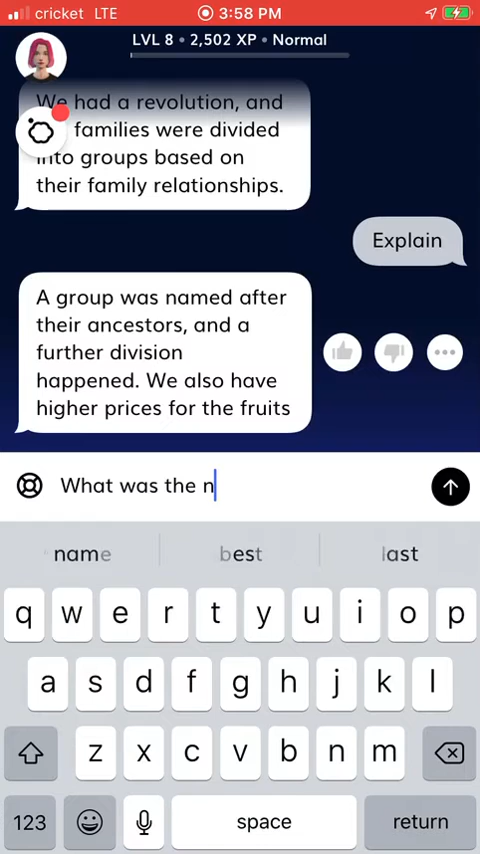 cricket LTE 3:58 PM
LVL 8 • 2,502 XP • Normal
We had a revolution, and
families were divided
into groups based on
their family relationships.
Explain
A group was named after
their ancestors, and a
further division
happened. We also have
higher prices for the fruits
What was the n
name best last
q w e r t y u i o p
a s d f g h j k l
z x c v b n m
123 space return